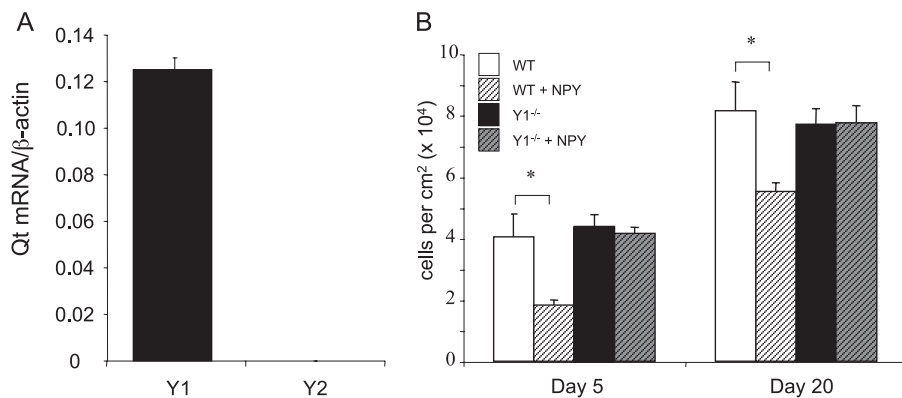 A
Qt mRNA/β-actin
0.14
0.12
0.10
0.08
0.06
0.04
0.02
0
Y1 Y2
B
cells per cm² (x 10⁴)
10
8
6
4
2
0
WT
WT + NPY
Y1⁻/⁻
Y1⁻/⁻ + NPY
*
*
Day 5 Day 20